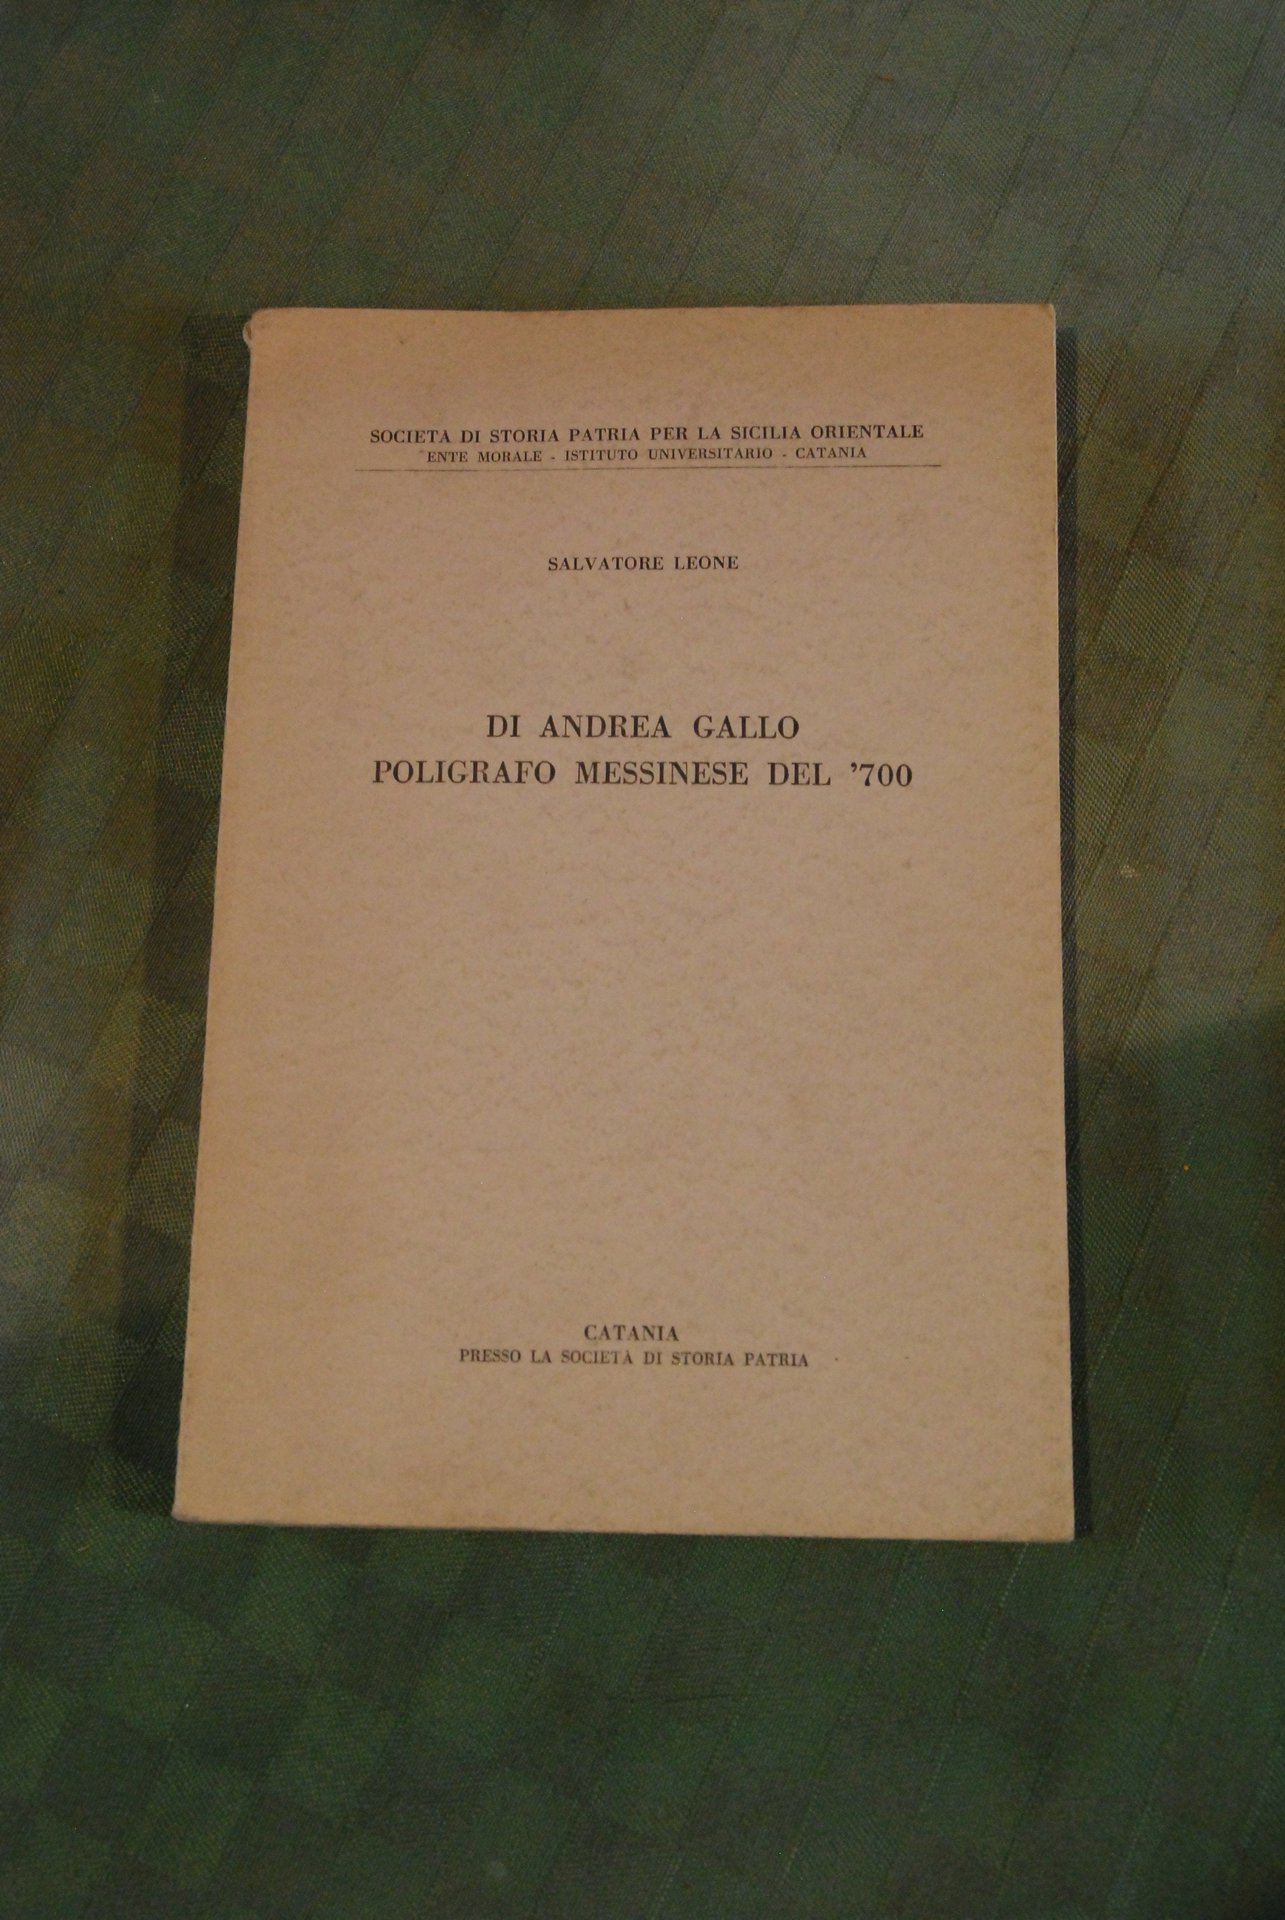 SOCIETA DI STORIA PATRIA PER LA SICILIA ORIENTALE
ENTE MORALE - ISTITUTO UNIVERSITARIO - CATANIA
SALVATORE LEONE
DI ANDREA GALLO
POLIGRAFO MESSINESE DEL '700
CATANIA
PRESSO LA SOCIETÀ DI STORIA PATRIA